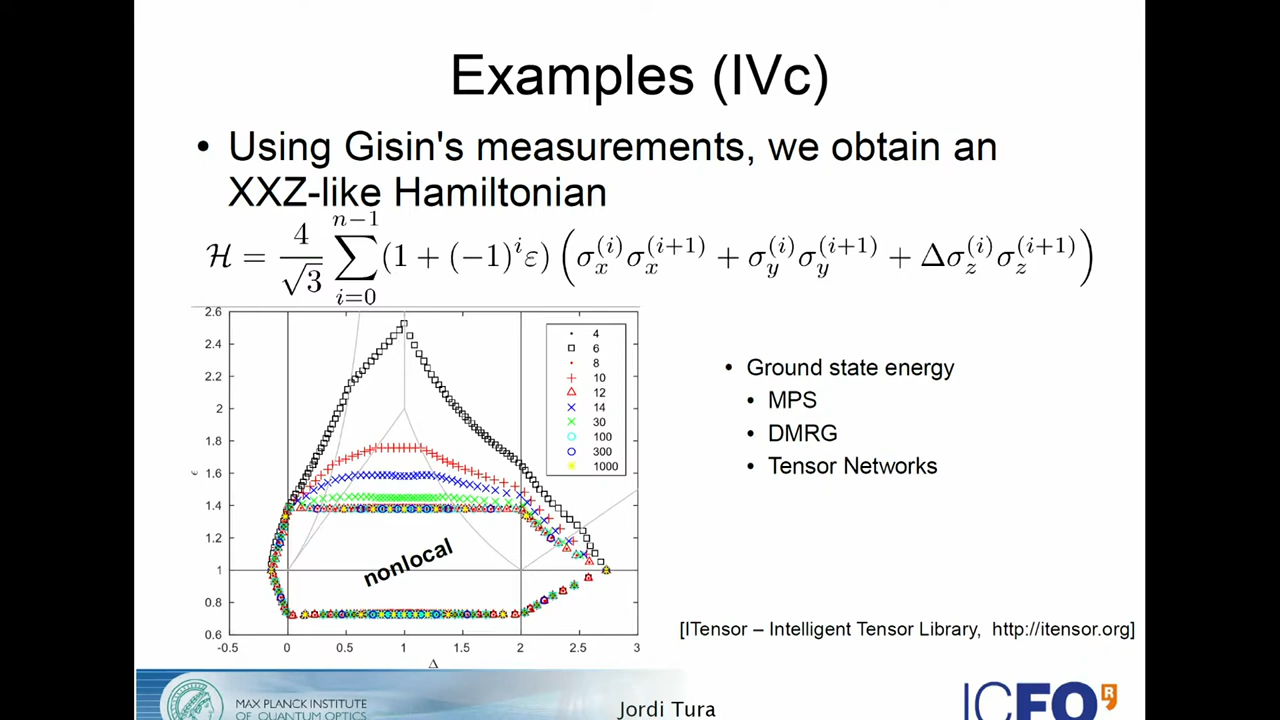 Examples (IVc)
• Using Gisin's measurements, we obtain an
XXZ-like Hamiltonian
\mathcal{H} = \frac{4}{\sqrt{3}} \sum_{i=0}^{n-1} (1 + (-1)^i \varepsilon) \left( \sigma_x^{(i)} \sigma_x^{(i+1)} + \sigma_y^{(i)} \sigma_y^{(i+1)} + \Delta \sigma_z^{(i)} \sigma_z^{(i+1)} \right)
2.6
2.4
2.2
2
1.8
1.6
1.4
1.2
1
0.8
0.6
ϵ
4
6
8
10
12
14
30
100
300
1000
nonlocal
-0.5 0 0.5 1 1.5 2 2.5 3
Δ
• Ground state energy
• MPS
• DMRG
• Tensor Networks
[ITensor – Intelligent Tensor Library, http://itensor.org]
MAX PLANCK INSTITUTE
OF QUANTUM OPTICS
Jordi Tura
ICFO